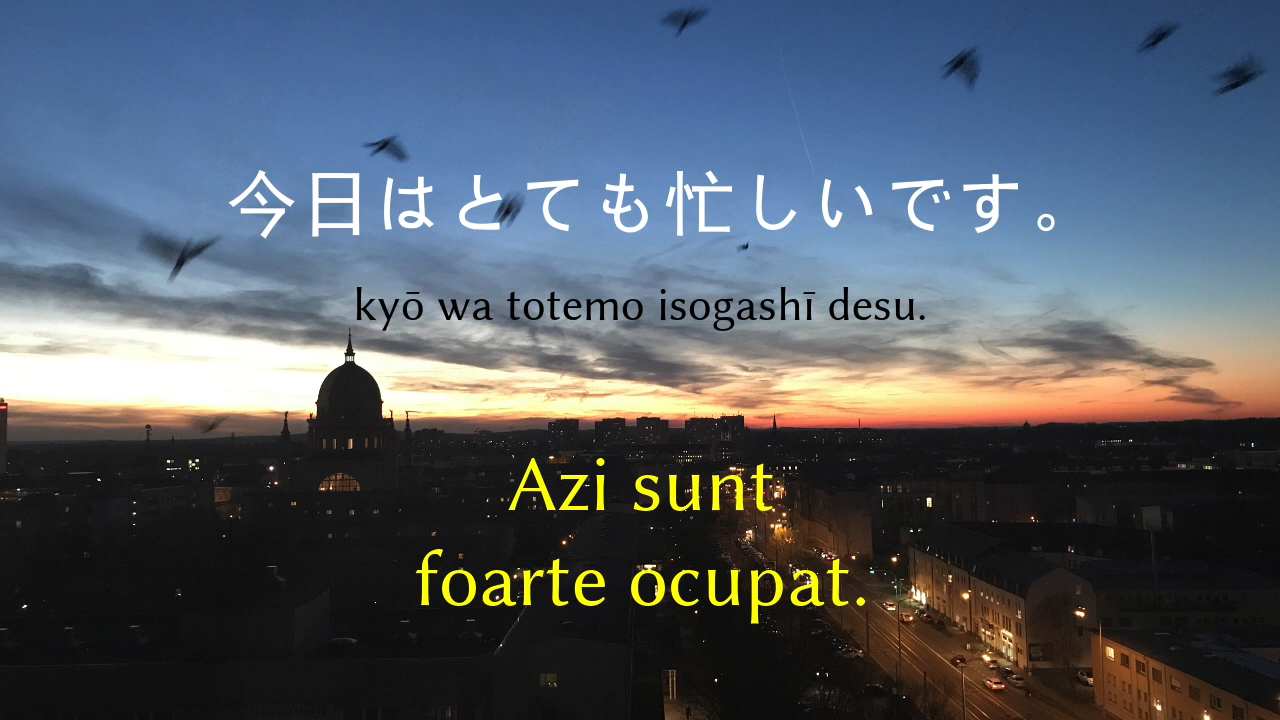 今日はとても忙しいです。
kyō wa totemo isogashī desu.
Azi sunt
foarte ocupat.